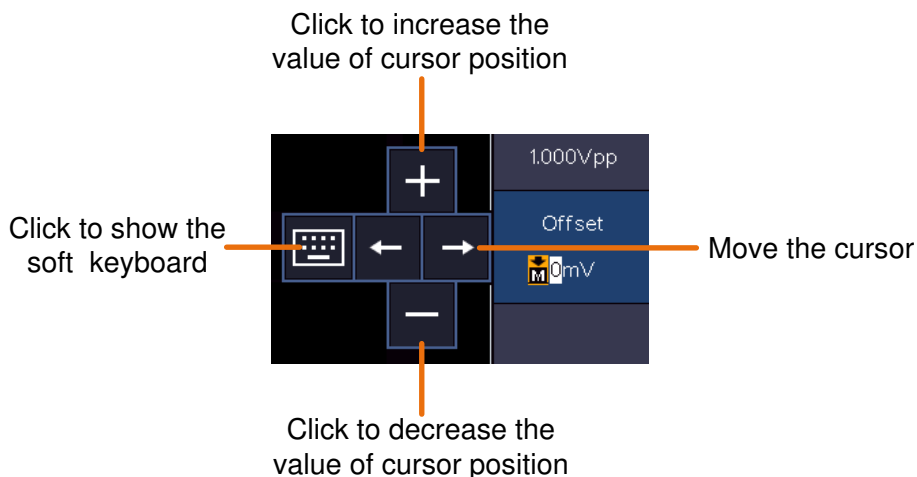 Click to increase the
value of cursor position
1.000Vpp
Click to show the
soft keyboard
Offset
M0mV
Move the cursor
Click to decrease the
value of cursor position